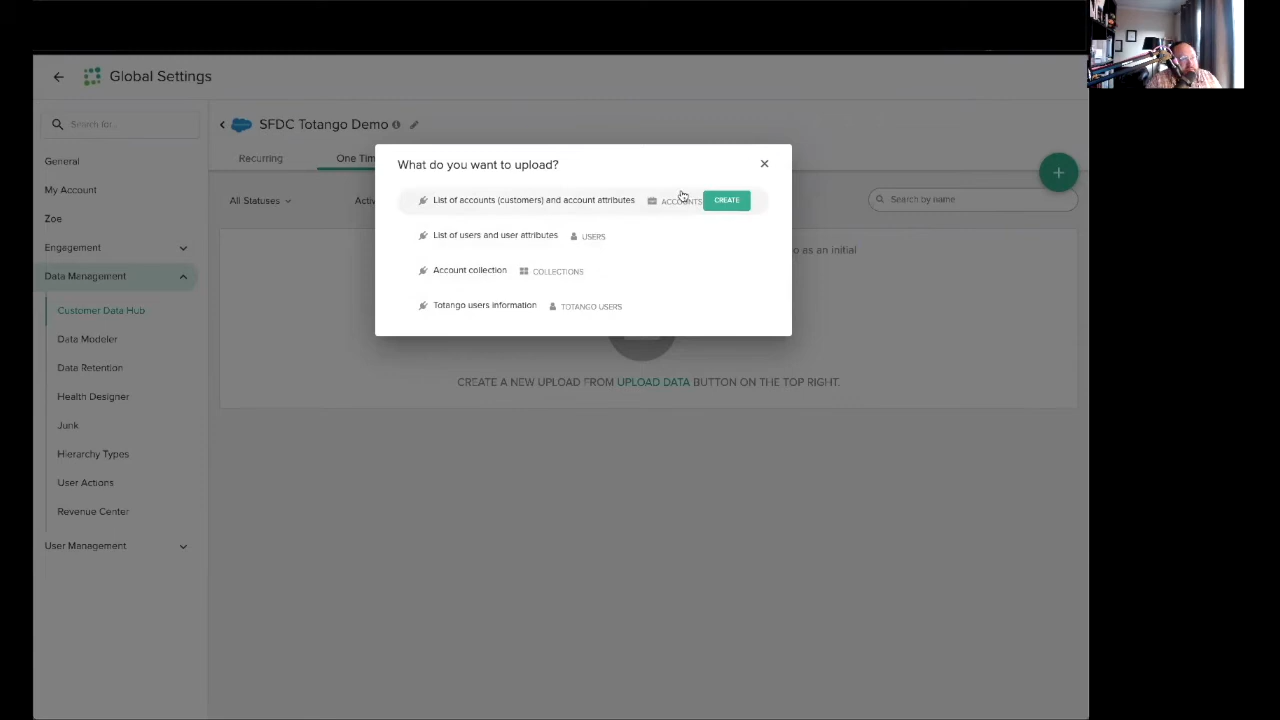 Global Settings
Search for...
General
My Account
Zoe
Engagement
Data Management
Customer Data Hub
Data Modeler
Data Retention
Health Designer
Junk
Hierarchy Types
User Actions
Revenue Center
User Management
SFDC Totango Demo
Recurring
One Tim
All Statuses
Activ
Search by name
What do you want to upload?
List of accounts (customers) and account attributes ACCOUNTS CREATE
List of users and user attributes USERS
Account collection COLLECTIONS
Totango users information TOTANGO USERS
o as an initial
CREATE A NEW UPLOAD FROM UPLOAD DATA BUTTON ON THE TOP RIGHT.